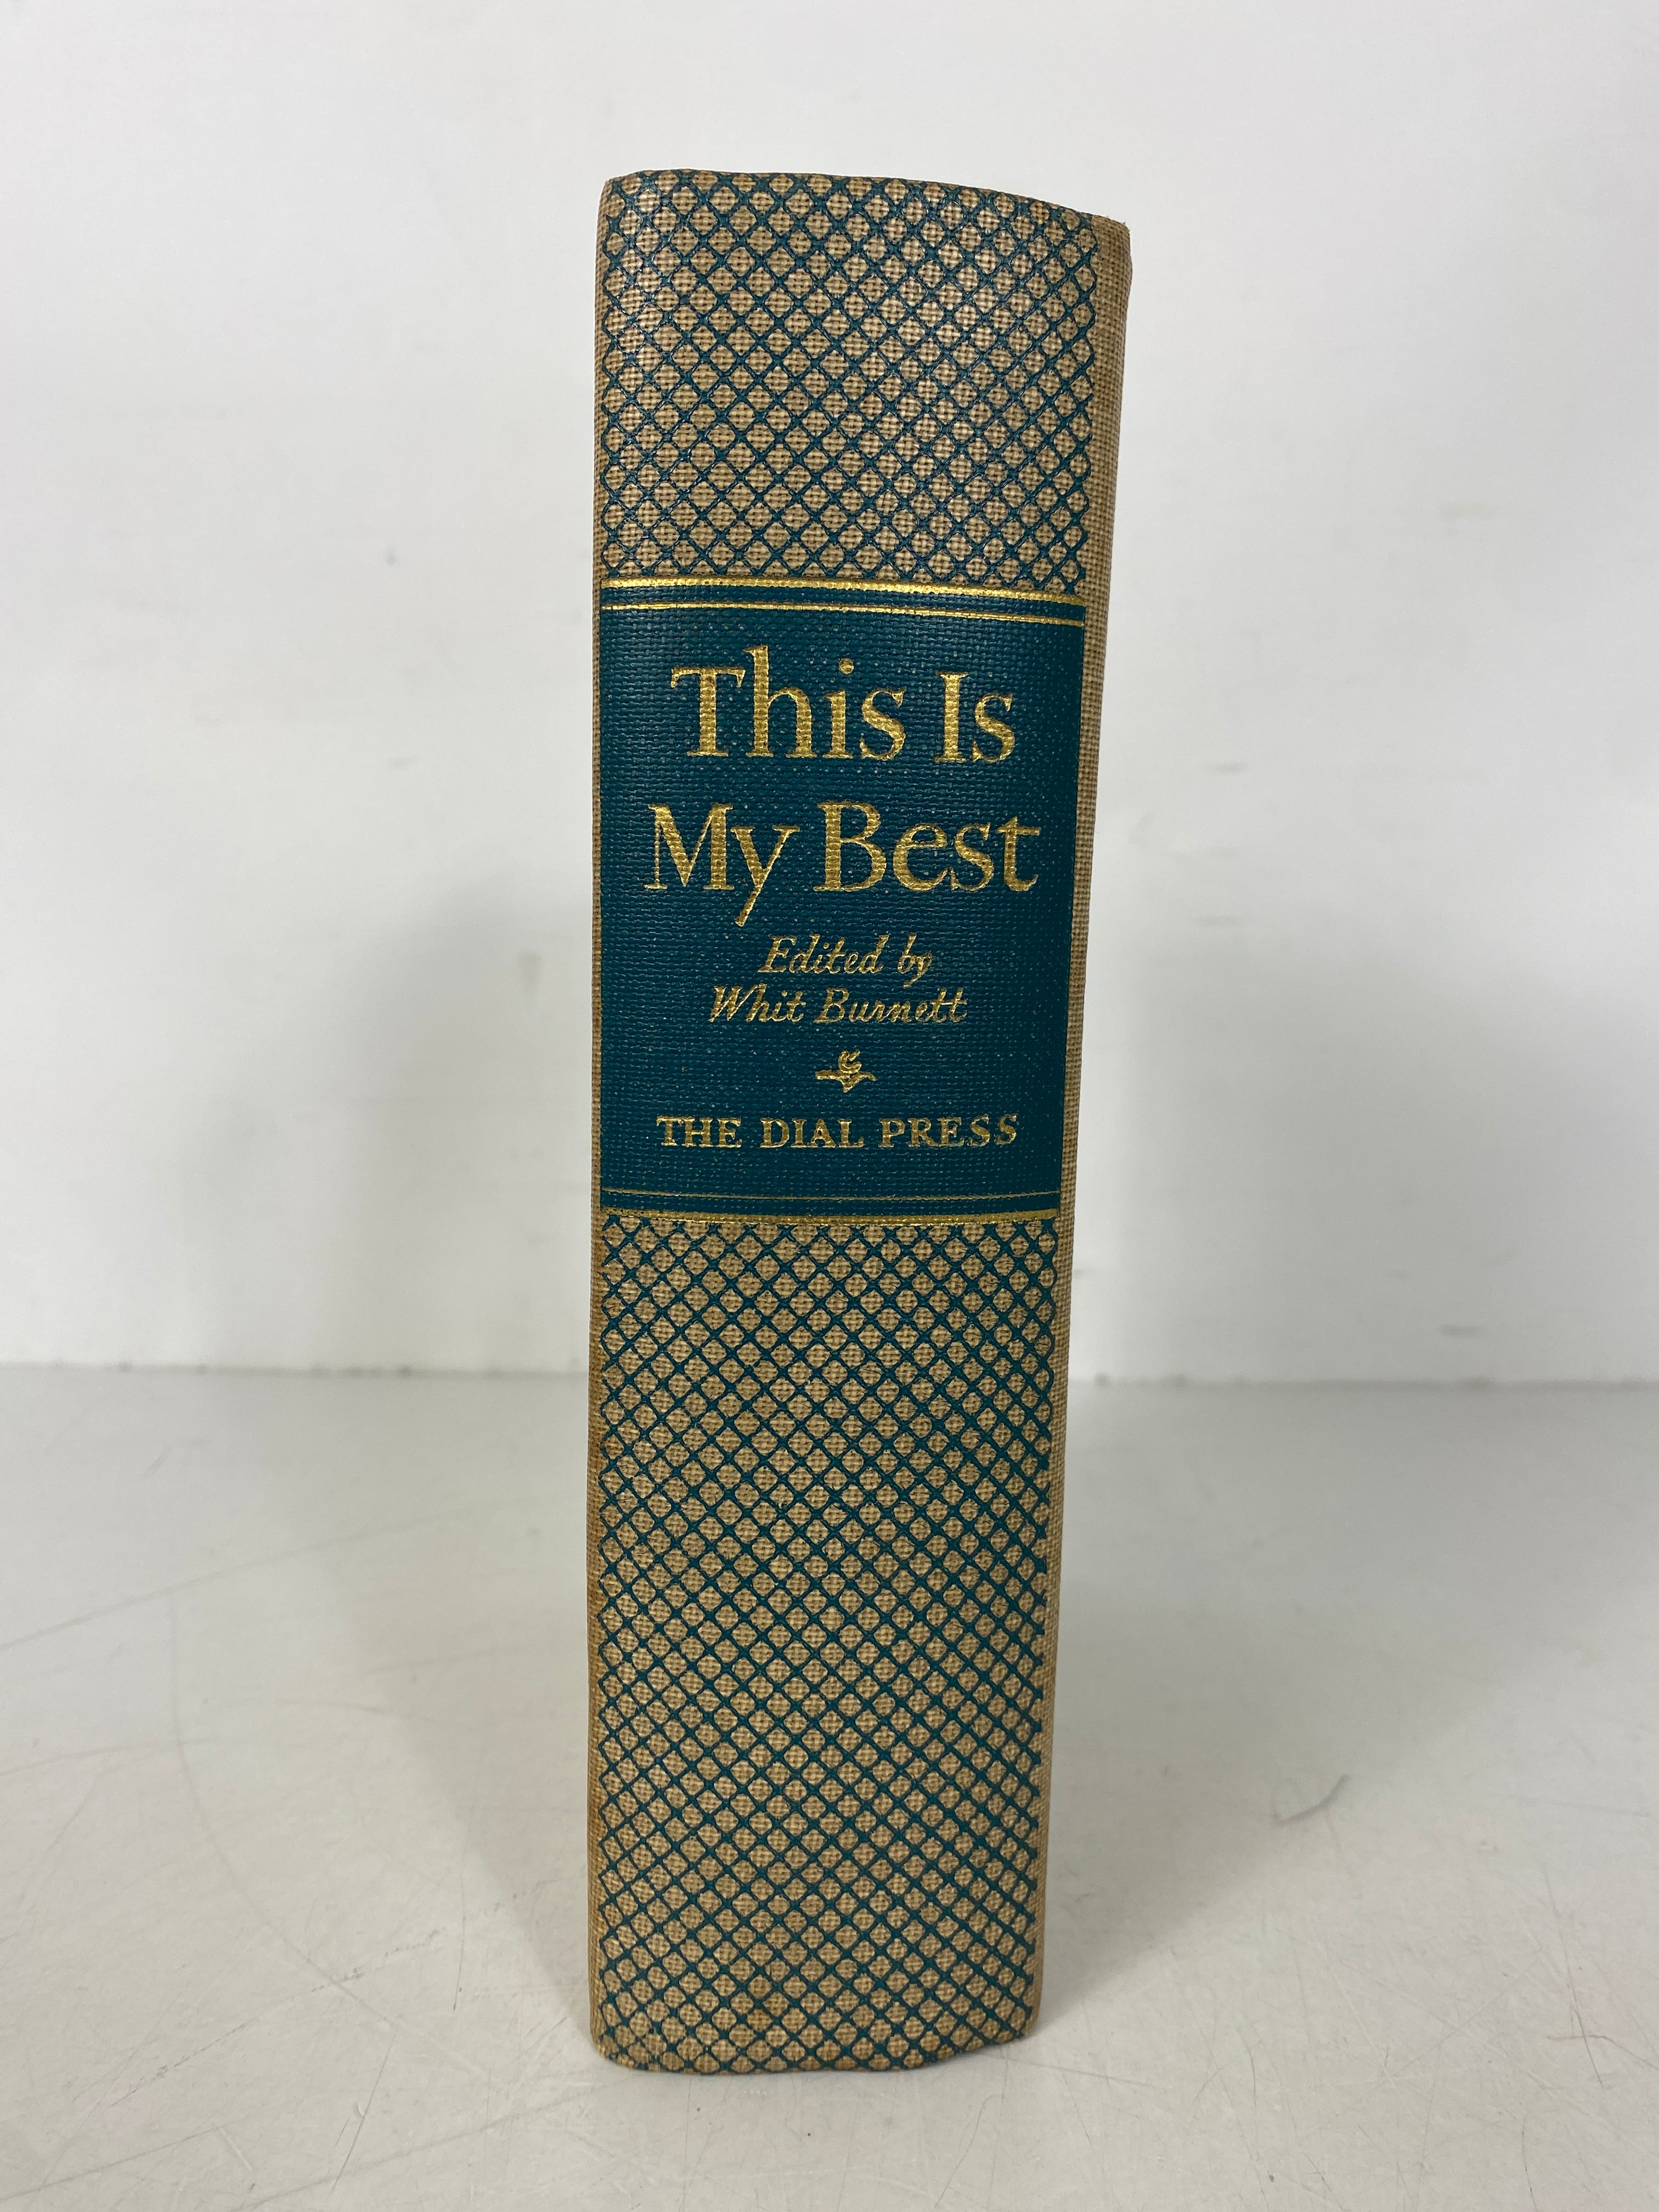 This Is
My Best
Edited by
Whit Burnett
THE DIAL PRESS